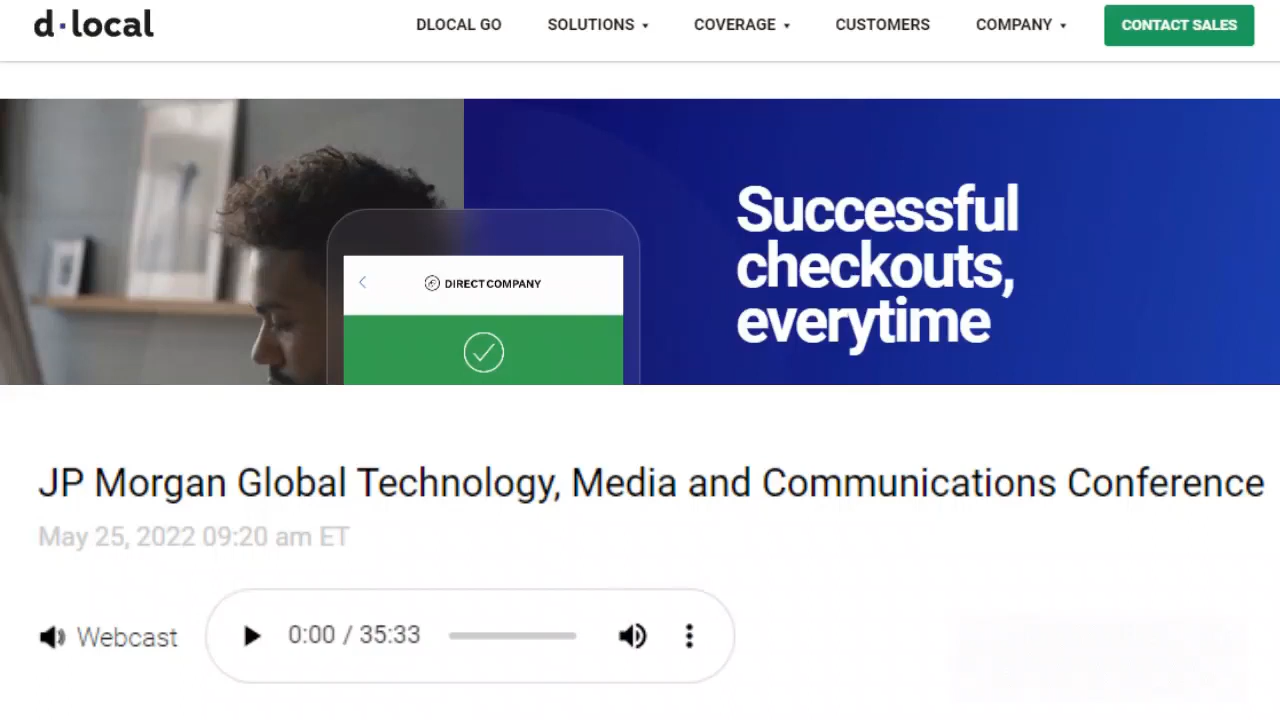 d·local
DLOCAL GO SOLUTIONS COVERAGE CUSTOMERS COMPANY CONTACT SALES
DIRECT COMPANY
Successful
checkouts,
everytime
JP Morgan Global Technology, Media and Communications Conference
May 25, 2022 09:20 am ET
Webcast 0:00 / 35:33